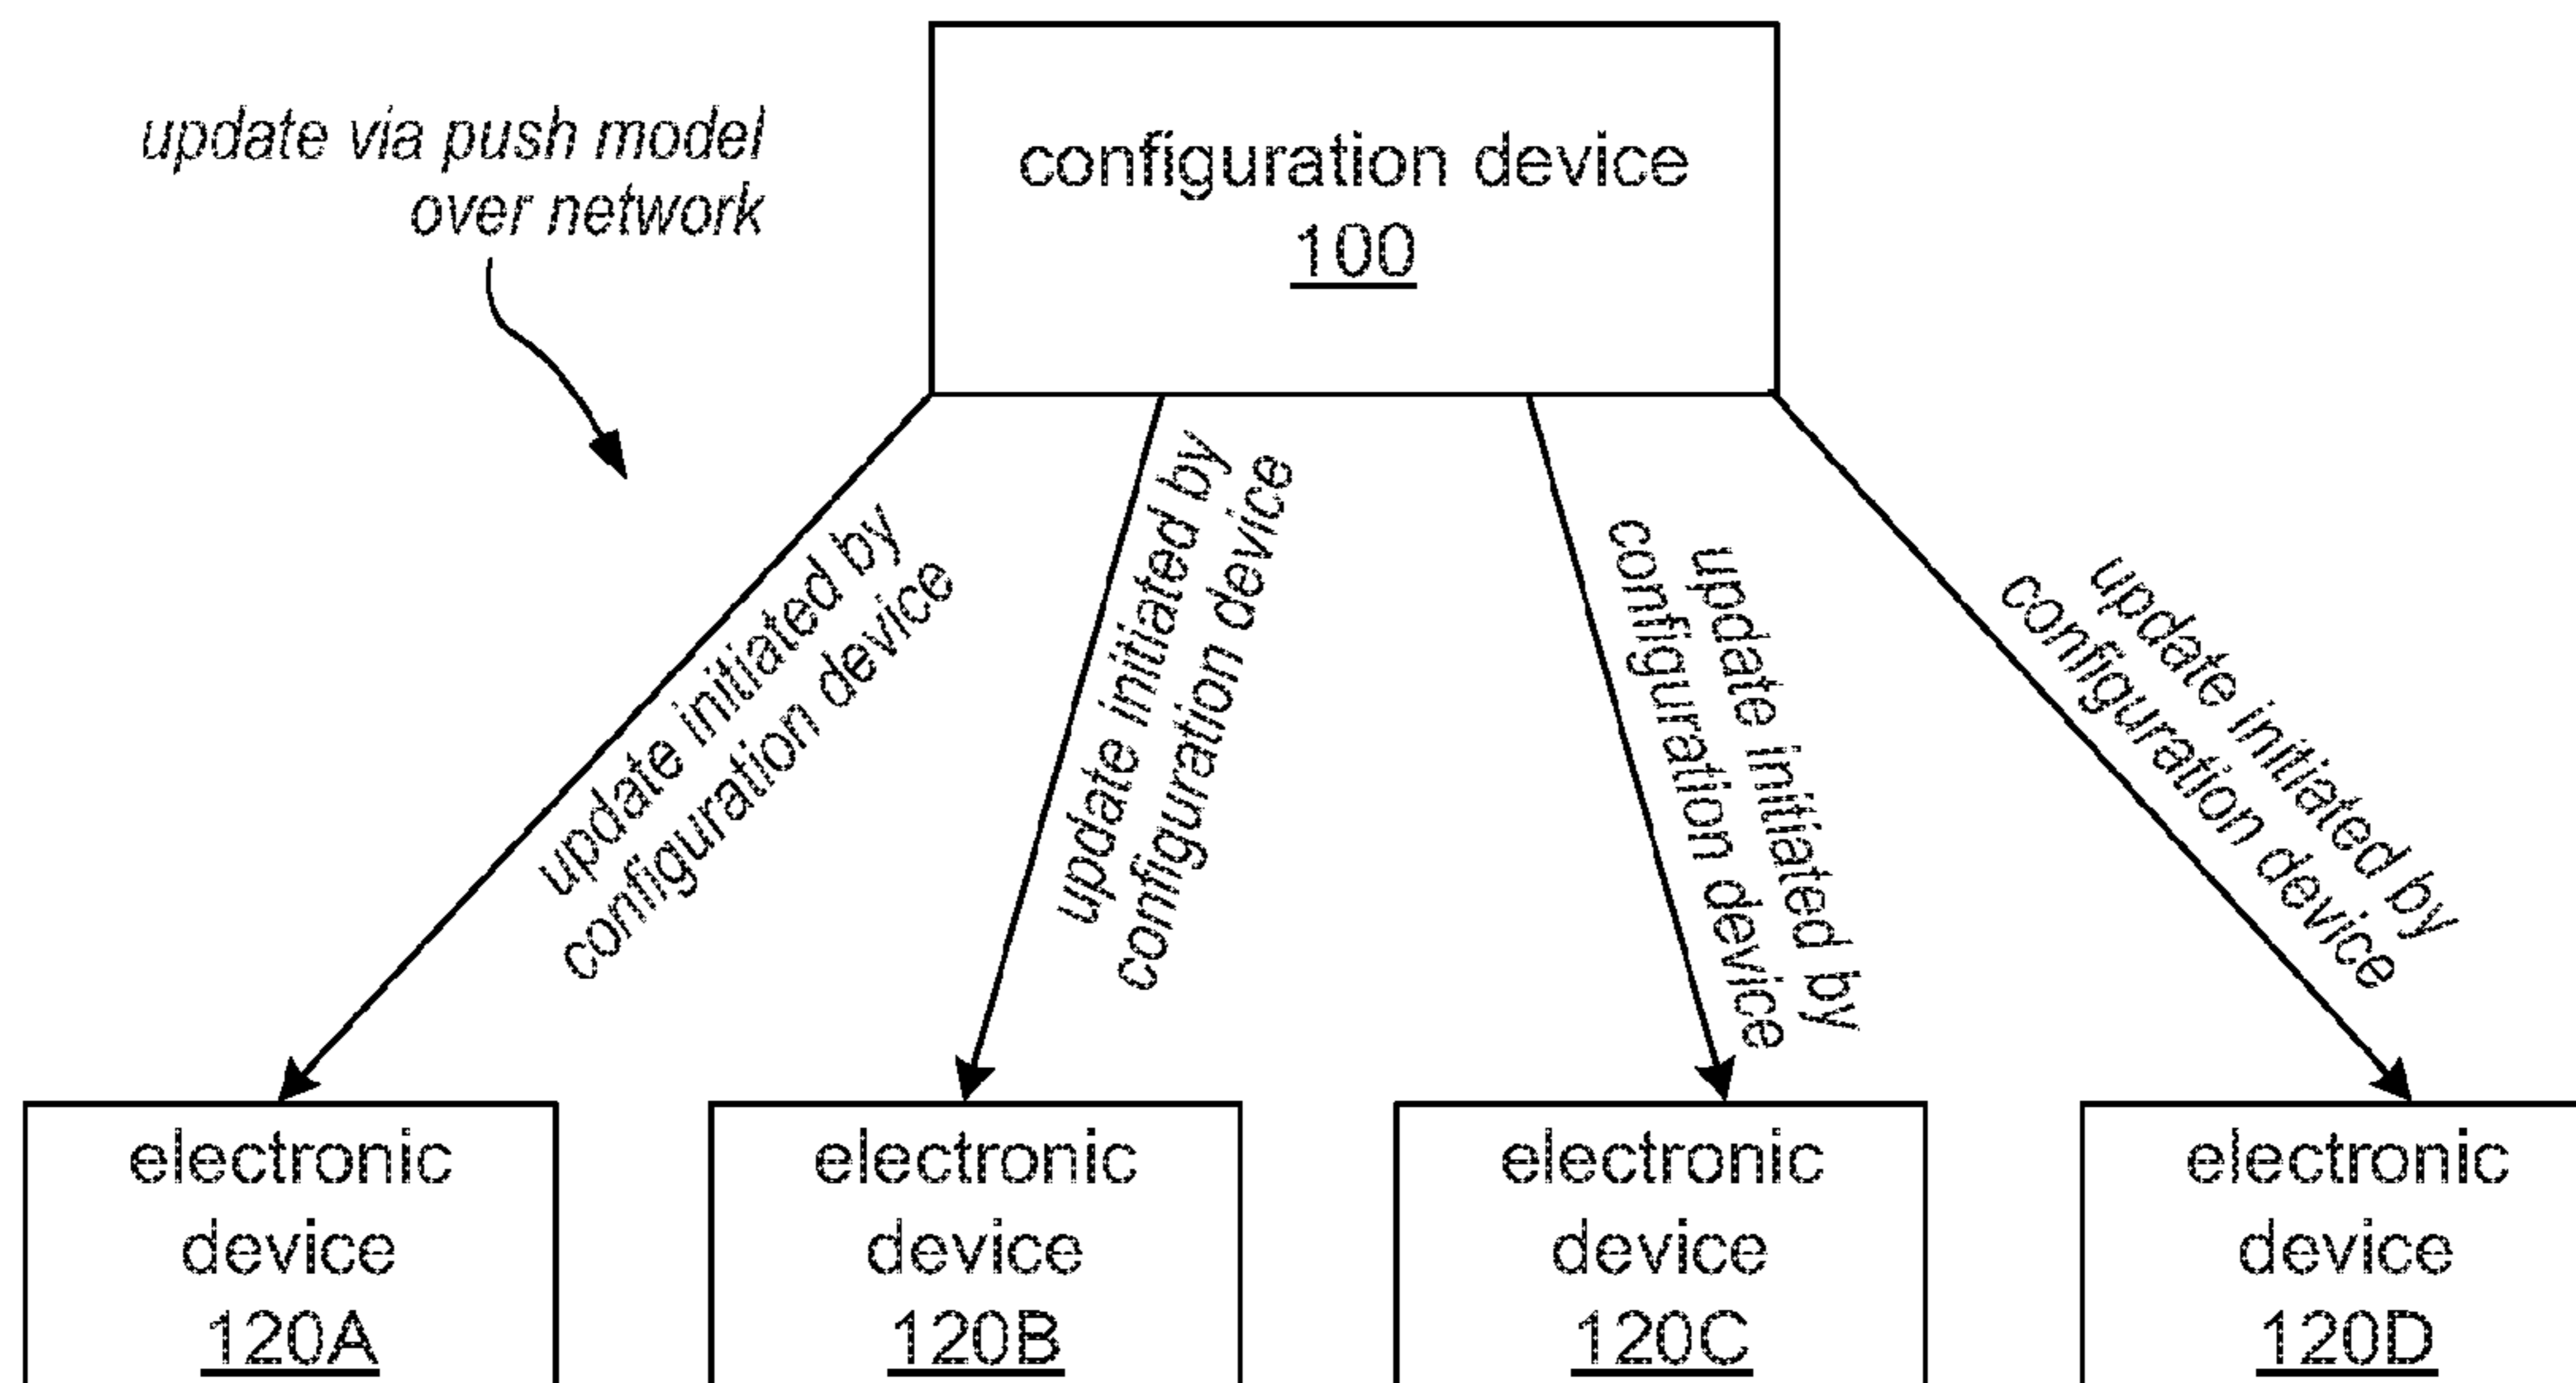 update via push model
over network
configuration device
100
update initiated by
configuration device
update initiated by
configuration device
update initiated by
configuration device
update initiated by
configuration device
electronic
device
120A
electronic
device
120B
electronic
device
120C
electronic
device
120D